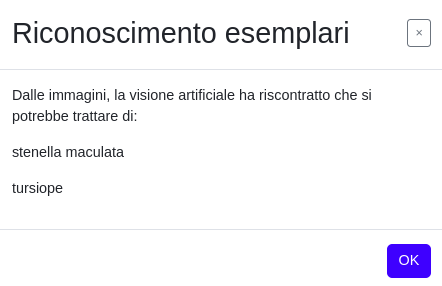 Riconoscimento esemplari
×
Dalle immagini, la visione artificiale ha riscontratto che si
potrebbe trattare di:
stenella maculata
tursiope
OK